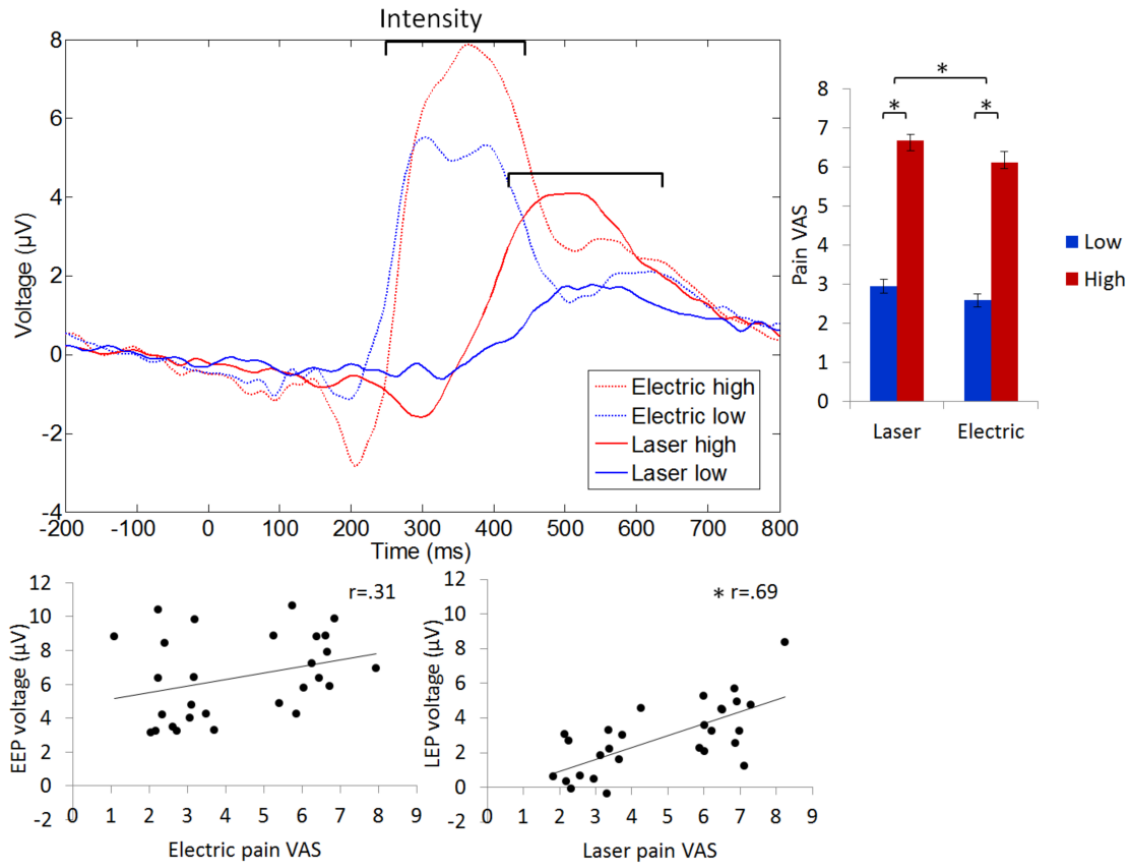 Intensity
-200 -100 0 100 200 300 400 500 600 700 800
Time (ms)
8
6
4
2
0
-2
-4
Voltage (µV)
Electric high
Electric low
Laser high
Laser low
*
* *
8
7
6
5
4
3
2
1
0
Pain VAS
Laser Electric
Low
High
12
10
8
6
4
2
0
-2
EEP voltage (µV)
r=.31
0 1 2 3 4 5 6 7 8 9
Electric pain VAS
12
10
8
6
4
2
0
-2
LEP voltage (µV)
* r=.69
0 1 2 3 4 5 6 7 8 9
Laser pain VAS